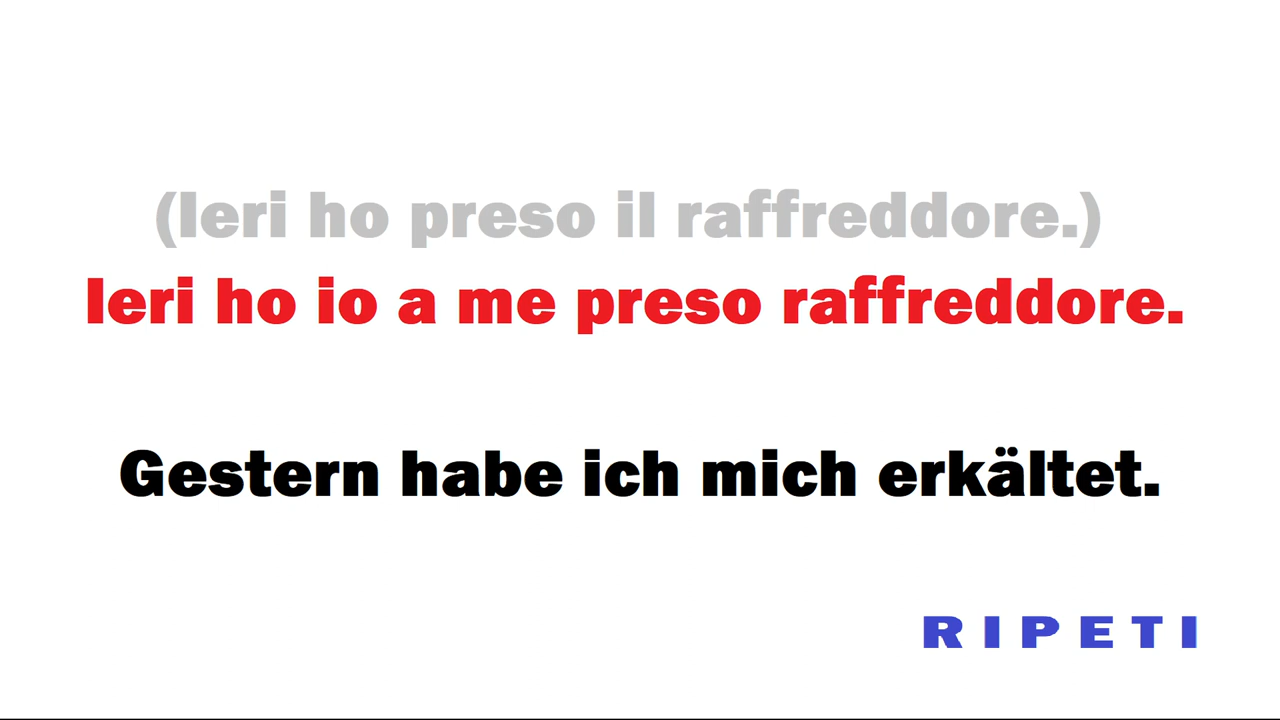 (Ieri ho preso il raffreddore.)
Ieri ho io a me preso raffreddore.
Gestern habe ich mich erkältet.
RIPETI